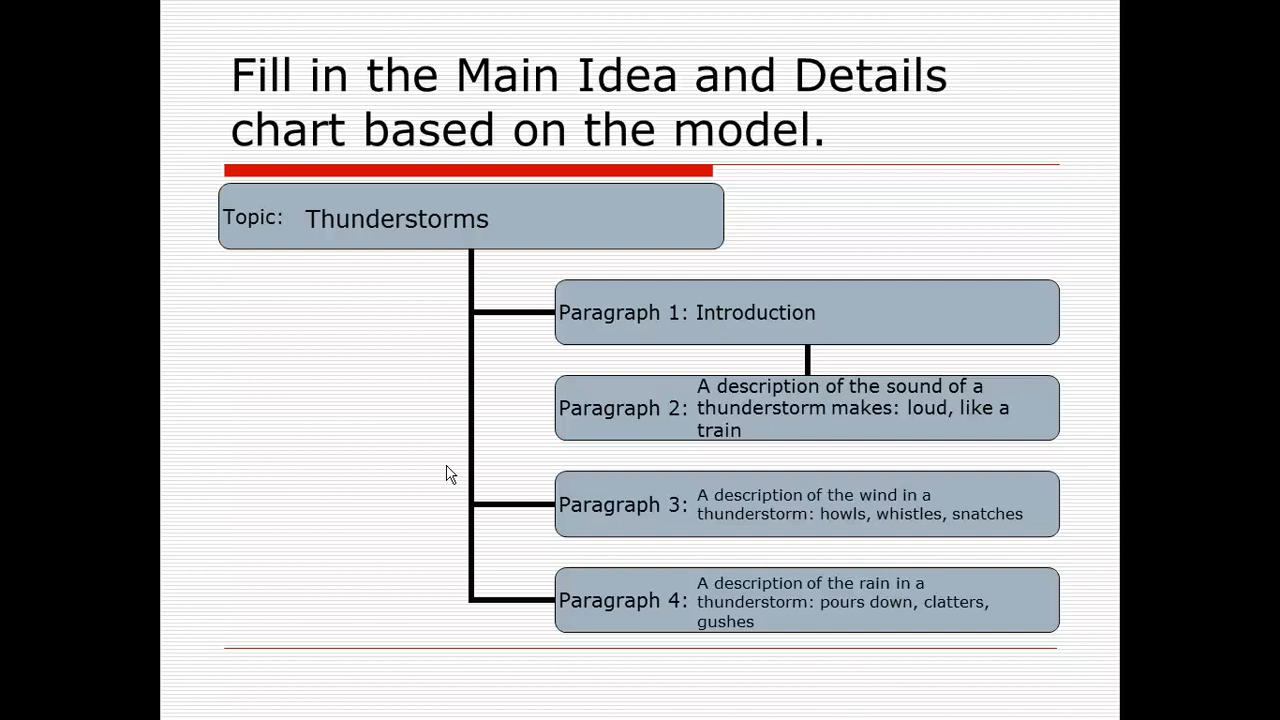 Fill in the Main Idea and Details
chart based on the model.
Topic: Thunderstorms
Paragraph 1: Introduction
Paragraph 2: A description of the sound of a
thunderstorm makes: loud, like a
train
Paragraph 3: A description of the wind in a
thunderstorm: howls, whistles, snatches
Paragraph 4: A description of the rain in a
thunderstorm: pours down, clatters,
gushes